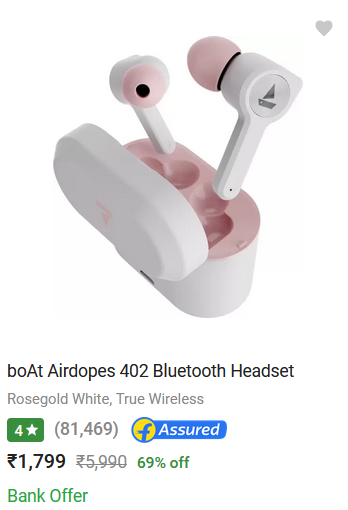 boAt Airdopes 402 Bluetooth Headset
Rosegold White, True Wireless
4★ (81,469) f Assured
₹1,799 ₹5,990 69% off
Bank Offer